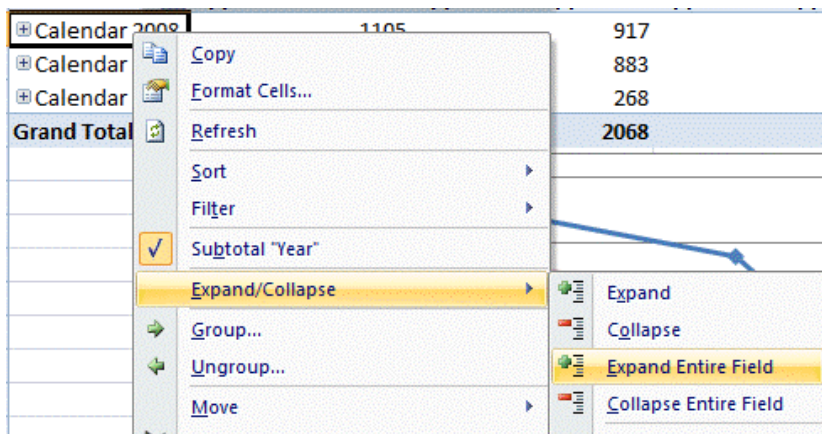 Calendar 2008 1105 917
Calendar 883
Calendar 268
Grand Total 2068
Copy
Format Cells...
Refresh
Sort
Filter
Subtotal "Year"
Expand/Collapse
Group...
Ungroup...
Move
Expand
Collapse
Expand Entire Field
Collapse Entire Field